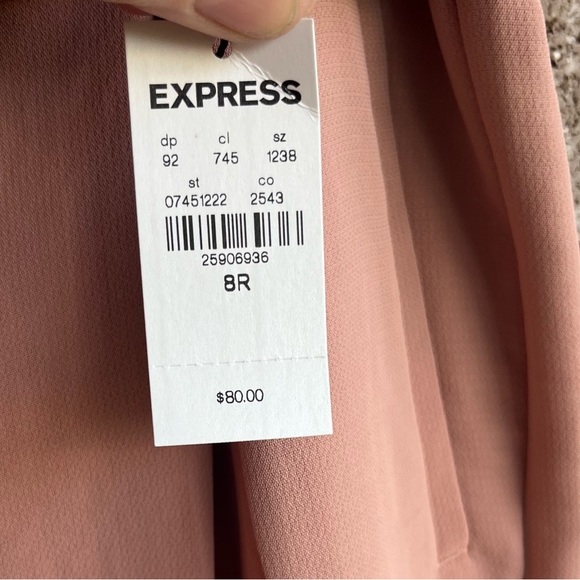 EXPRESS
dp cl sz
92 745 1238
st co
07451222 2543
25906936
8R
$80.00